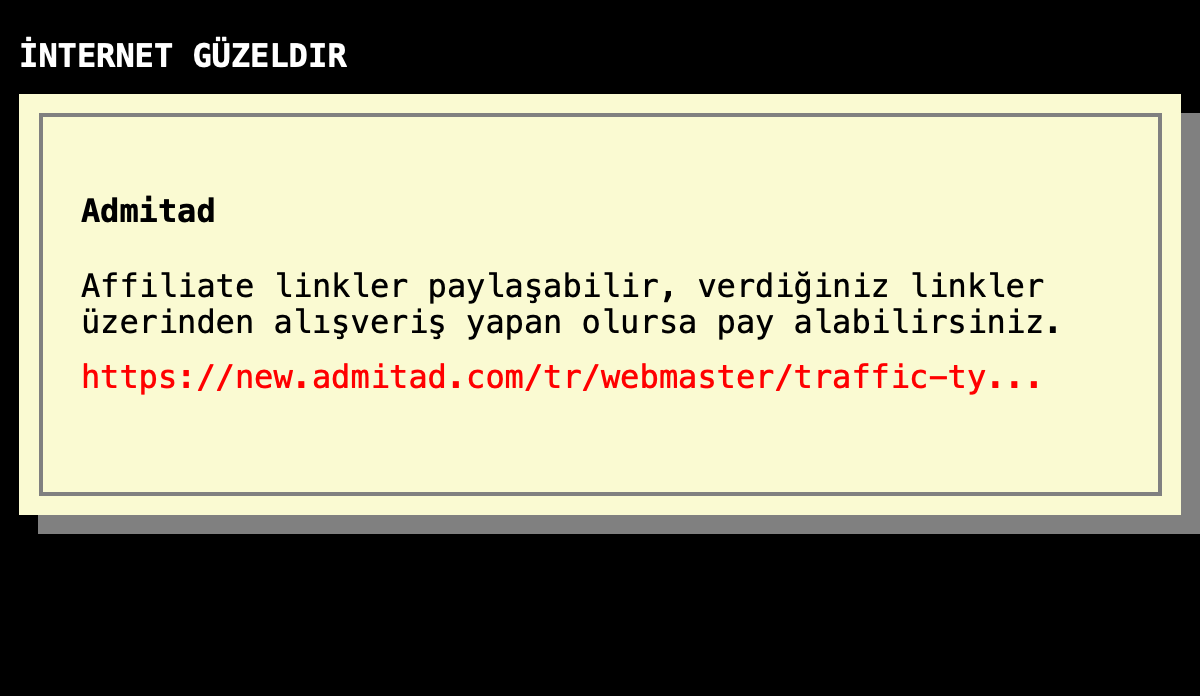 İNTERNET GÜZELDIR
Admitad
Affiliate linkler paylaşabilir, verdiğiniz linkler
üzerinden alışveriş yapan olursa pay alabilirsiniz.
https://new.admitad.com/tr/webmaster/traffic-ty...